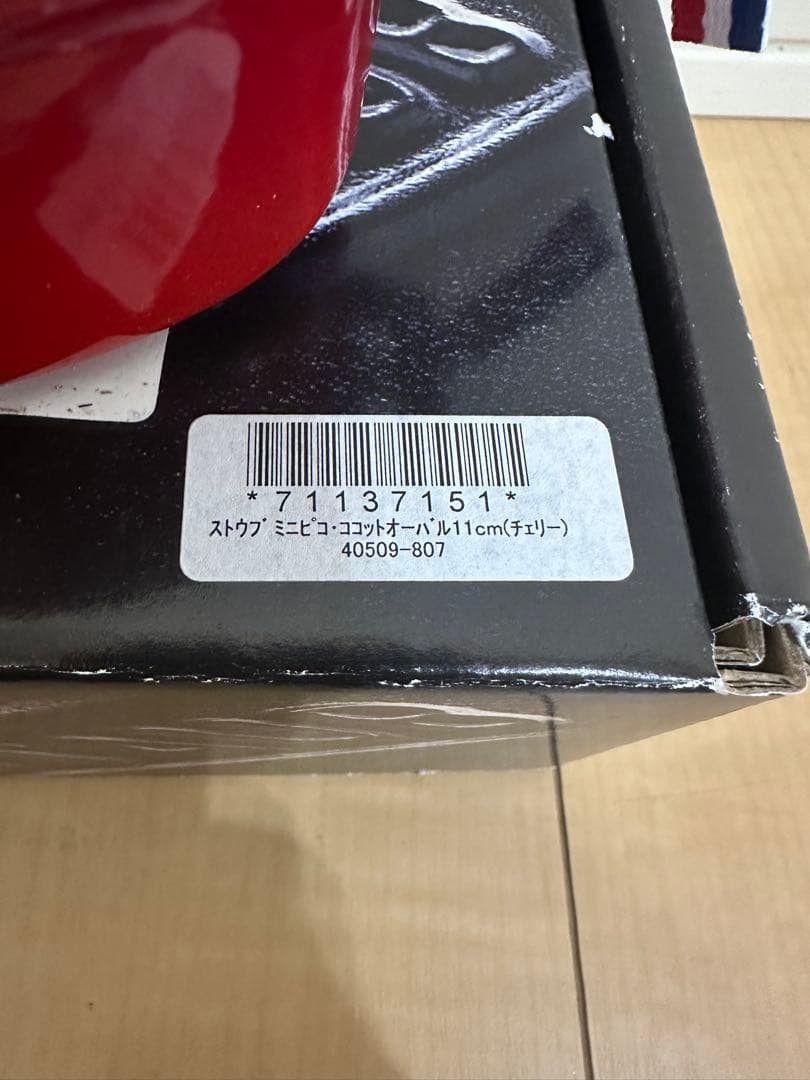 *71137151*
ｽﾄｳﾌﾞ ﾐﾆﾋﾟｺ･ｺｺｯﾄｵｰﾊﾞﾙ11cm(ﾁｪﾘｰ)
40509-807